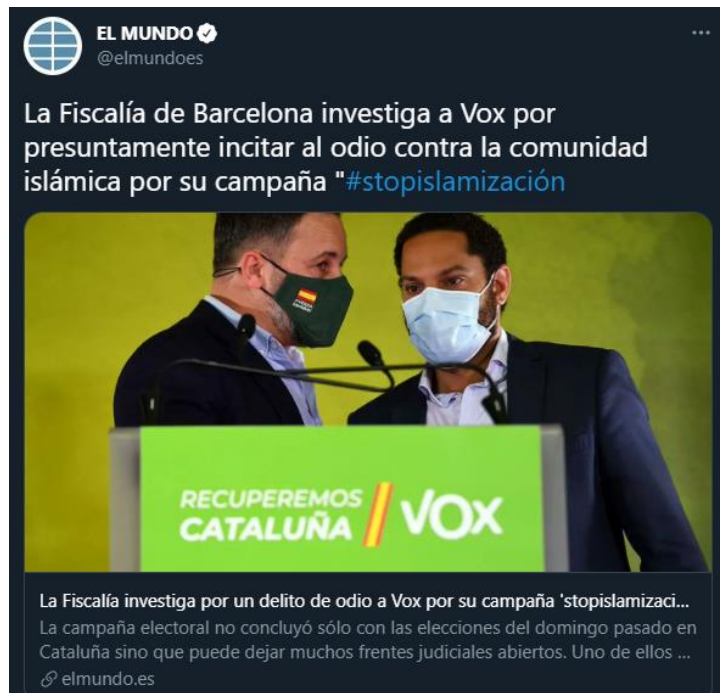 EL MUNDO
@elmundoes
La Fiscalía de Barcelona investiga a Vox por
presuntamente incitar al odio contra la comunidad
islámica por su campaña "#stopislamización
RECUPEREMOS
CATALUÑA
VOX
La Fiscalía investiga por un delito de odio a Vox por su campaña 'stopislamizaci...
La campaña electoral no concluyó sólo con las elecciones del domingo pasado en
Cataluña sino que puede dejar muchos frentes judiciales abiertos. Uno de ellos ...
elmundo.es